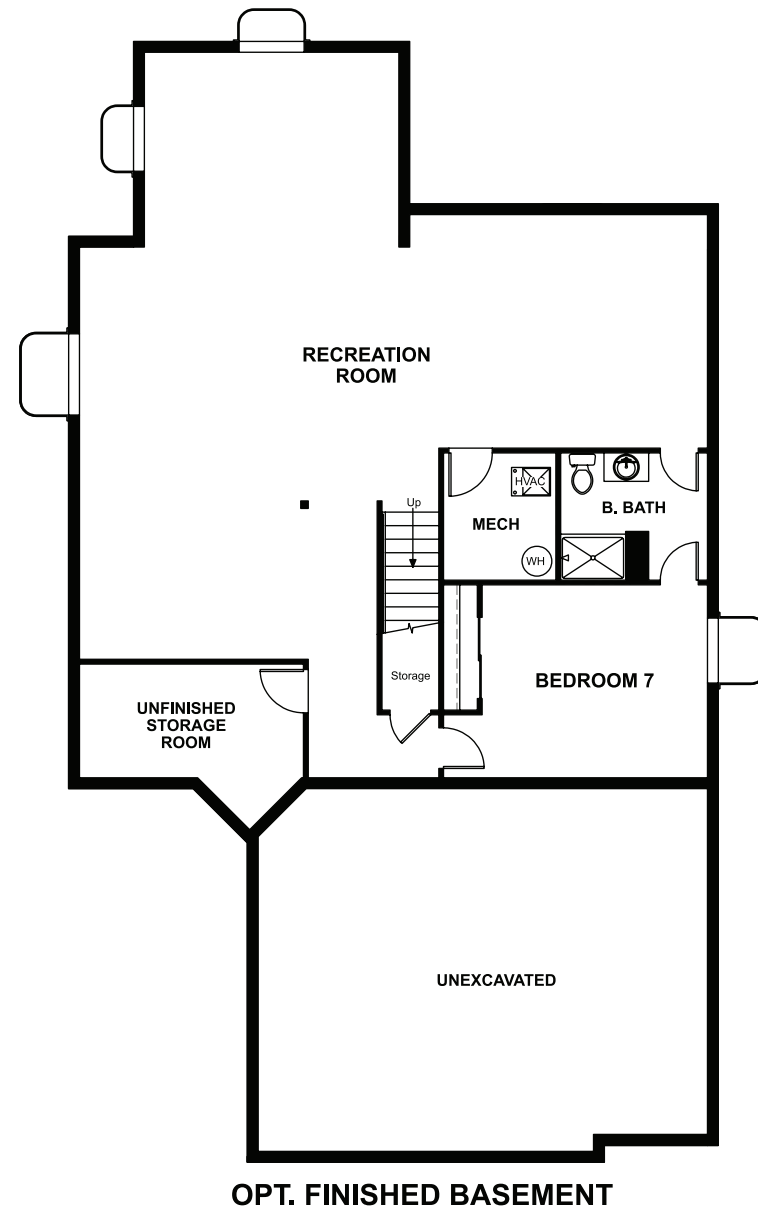 RECREATION
ROOM
HVAC
Up
MECH
B. BATH
WH
Storage
BEDROOM 7
UNFINISHED
STORAGE
ROOM
UNEXCAVATED
OPT. FINISHED BASEMENT